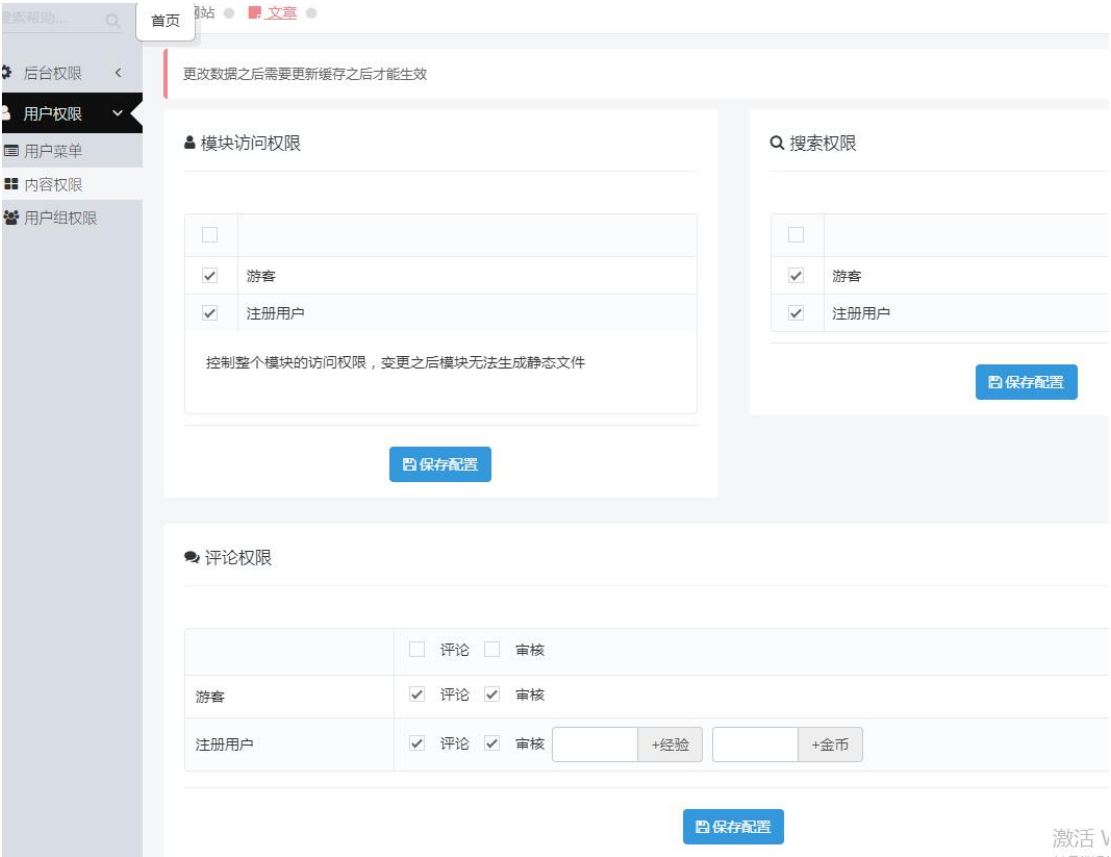 搜索帮助...
首页
网站
文章
后台权限
用户权限
用户菜单
内容权限
用户组权限
更改数据之后需要更新缓存之后才能生效
模块访问权限
游客
注册用户
控制整个模块的访问权限，变更之后模块无法生成静态文件
保存配置
搜索权限
游客
注册用户
保存配置
评论权限
评论 审核
游客 评论 审核
注册用户 评论 审核 +经验 +金币
保存配置
激活